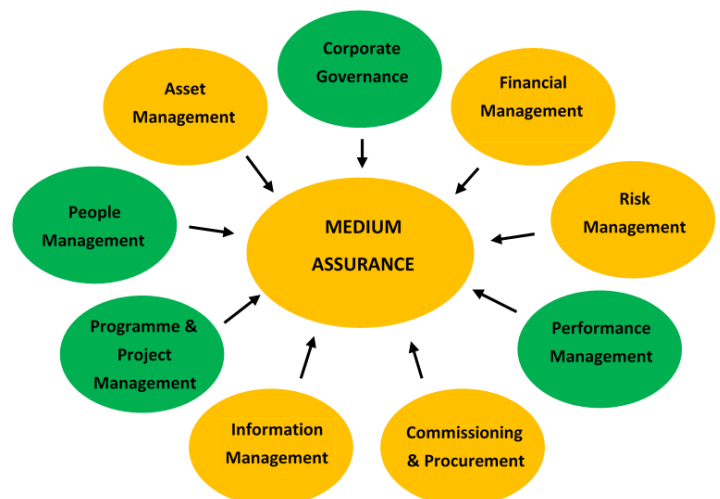 Corporate
Governance
Financial
Management
Risk
Management
Performance
Management
Commissioning
& Procurement
Information
Management
Programme &
Project
Management
People
Management
Asset
Management
MEDIUM
ASSURANCE